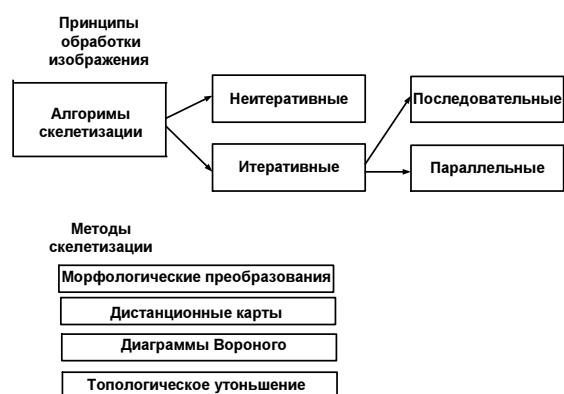 Принципы
обработки
изображения
Алгоримы
скелетизации
Неитеративные
Последовательные
Итеративные
Параллельные
Методы
скелетизации
Морфологические преобразования
Дистанционные карты
Диаграммы Вороного
Топологическое утоньшение